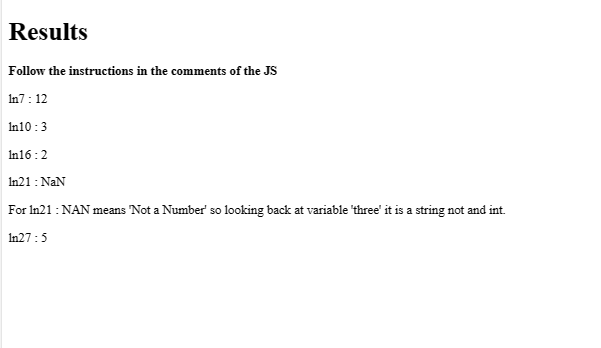 Results
Follow the instructions in the comments of the JS
ln7 : 12
ln10 : 3
ln16 : 2
ln21 : NaN
For ln21 : NAN means 'Not a Number' so looking back at variable 'three' it is a string not and int.
ln27 : 5